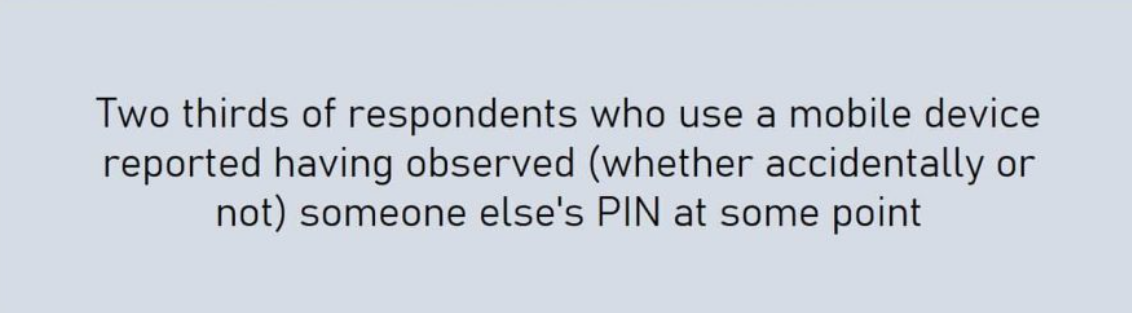 Two thirds of respondents who use a mobile device
reported having observed (whether accidentally or
not) someone else's PIN at some point